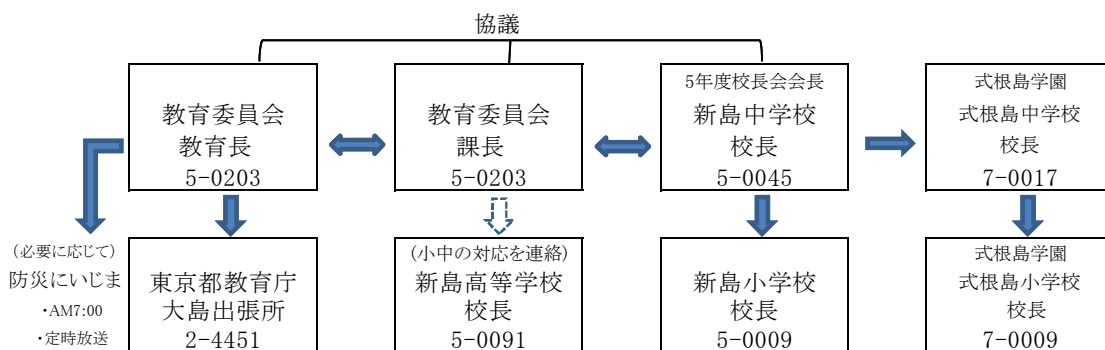 協議
教育委員会
教育長
5-0203
教育委員会
課長
5-0203
5年度校長会会長
新島中学校
校長
5-0045
式根島学園
式根島中学校
校長
7-0017
(必要に応じて)
防災にいじま
・AM7:00
・定時放送
東京都教育庁
大島出張所
2-4451
(小中の対応を連絡)
新島高等学校
校長
5-0091
新島小学校
校長
5-0009
式根島学園
式根島小学校
校長
7-0009